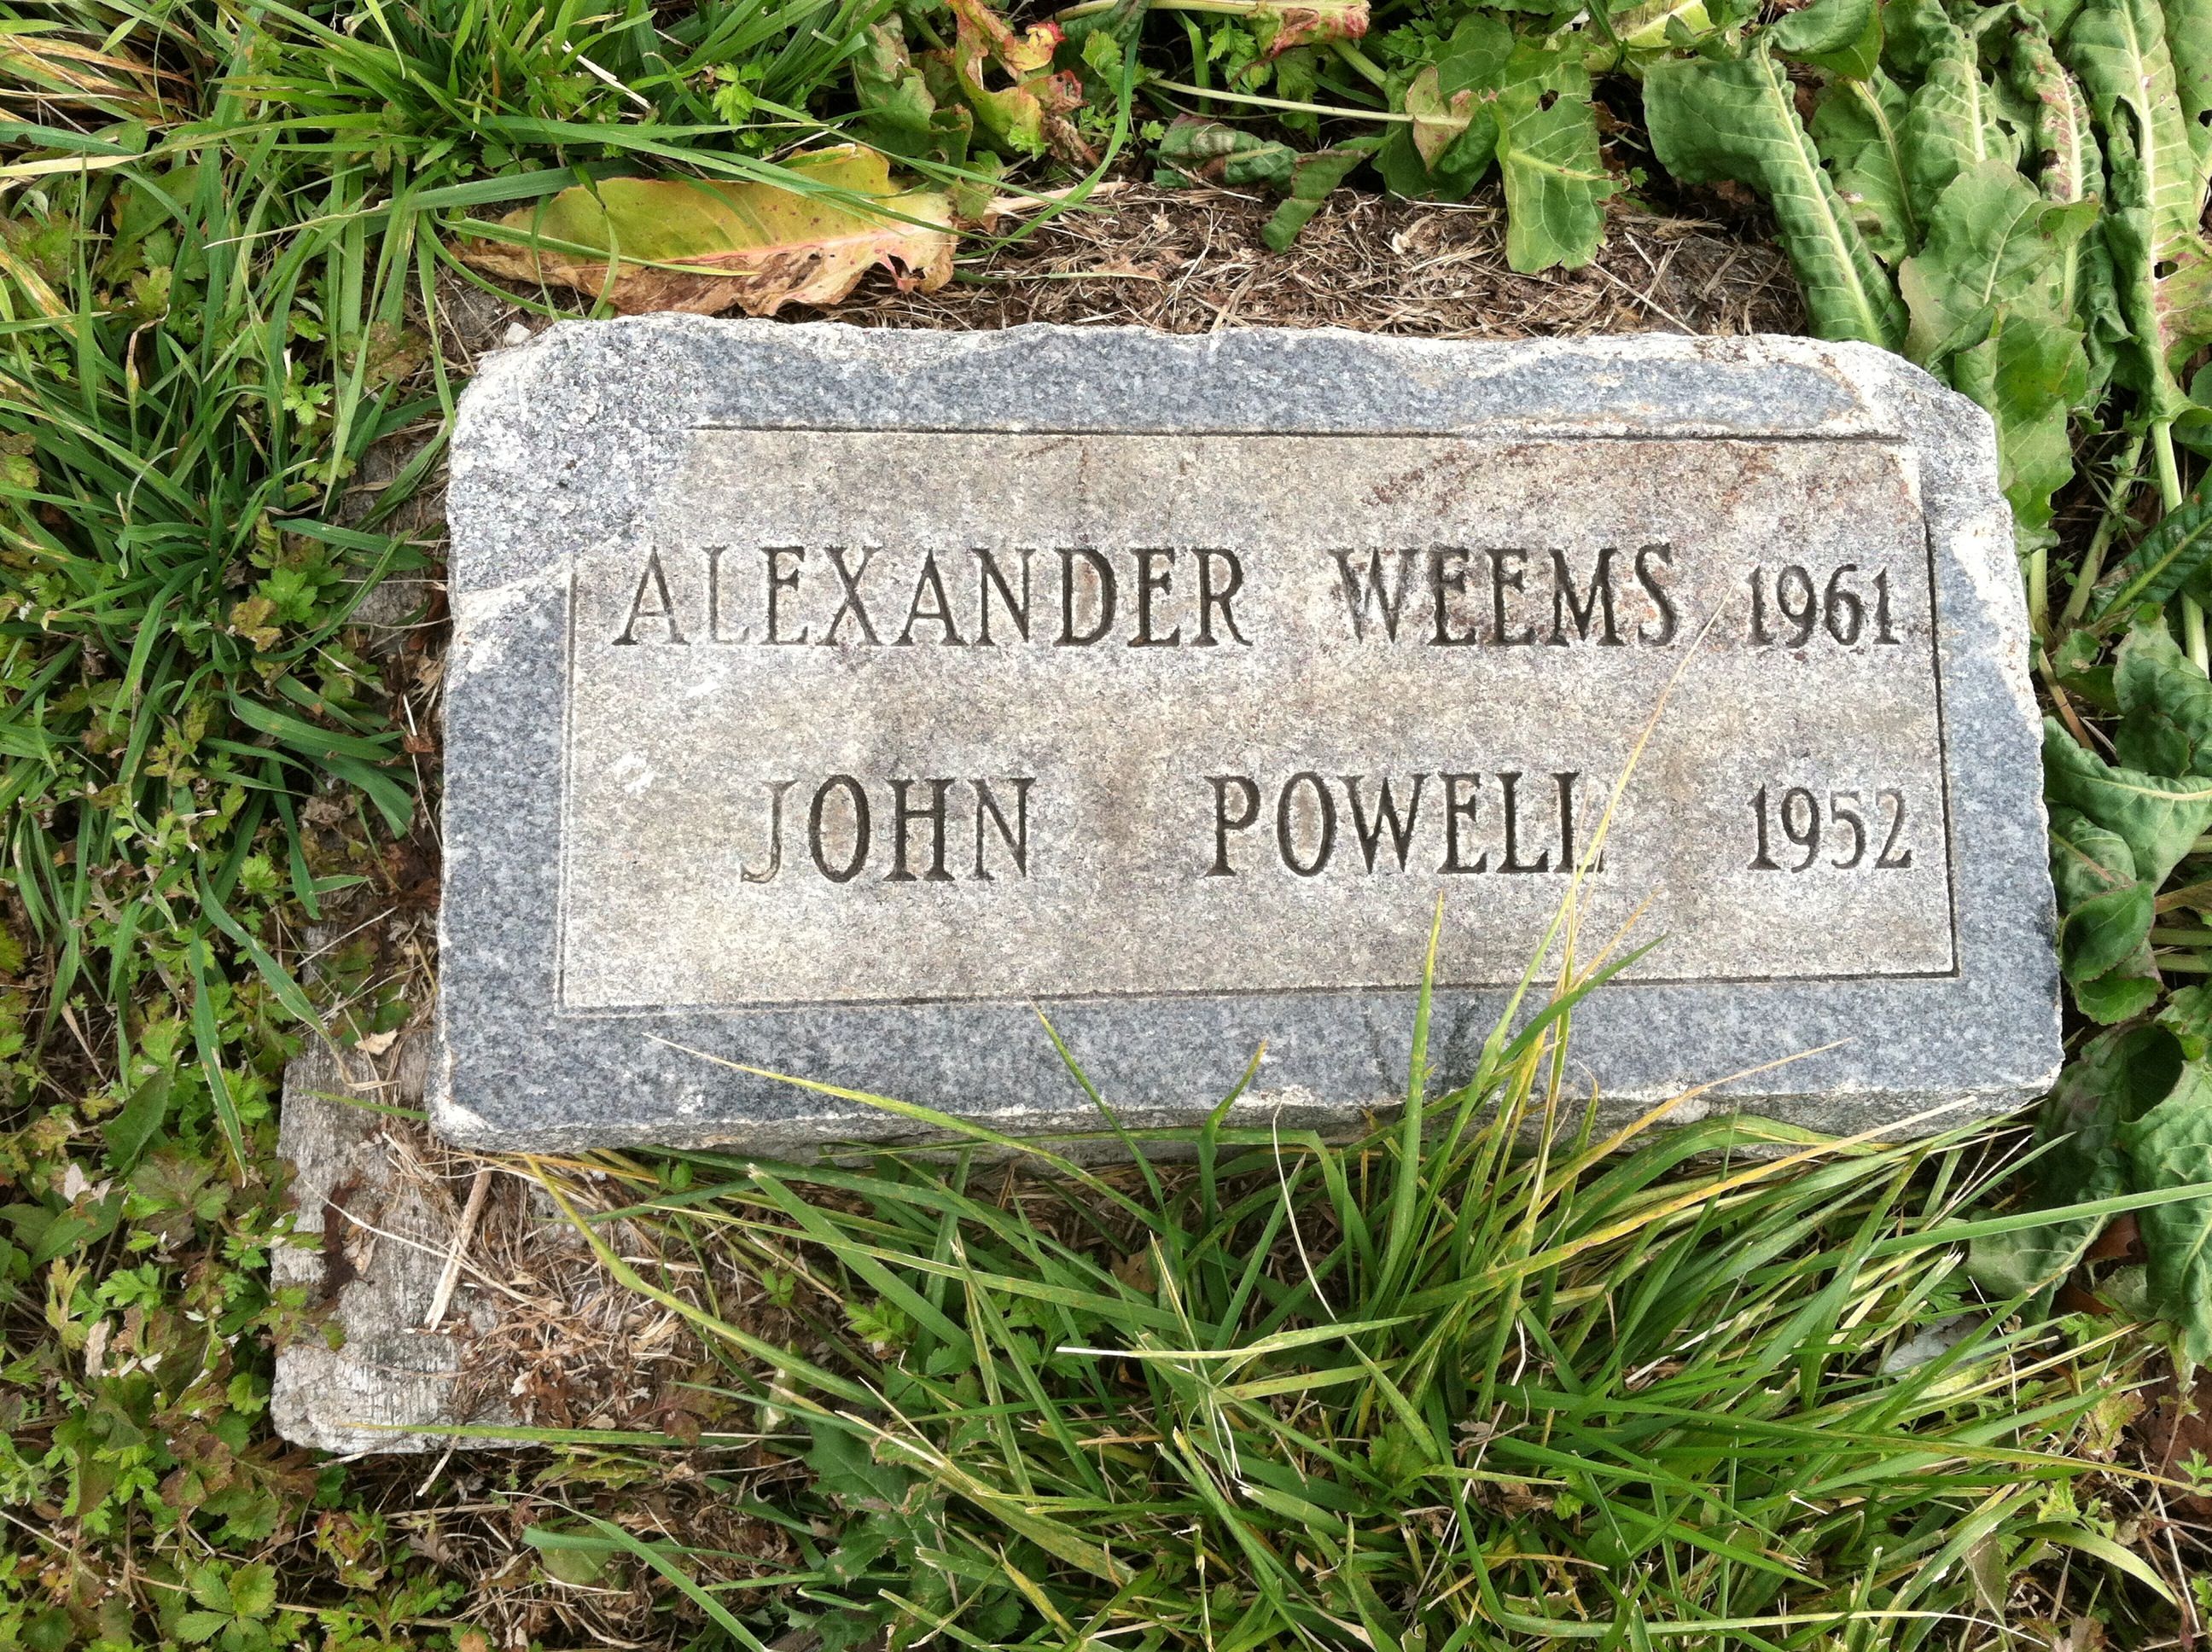 ALEXANDER WEEMS 1961
JOHN POWELL 1952